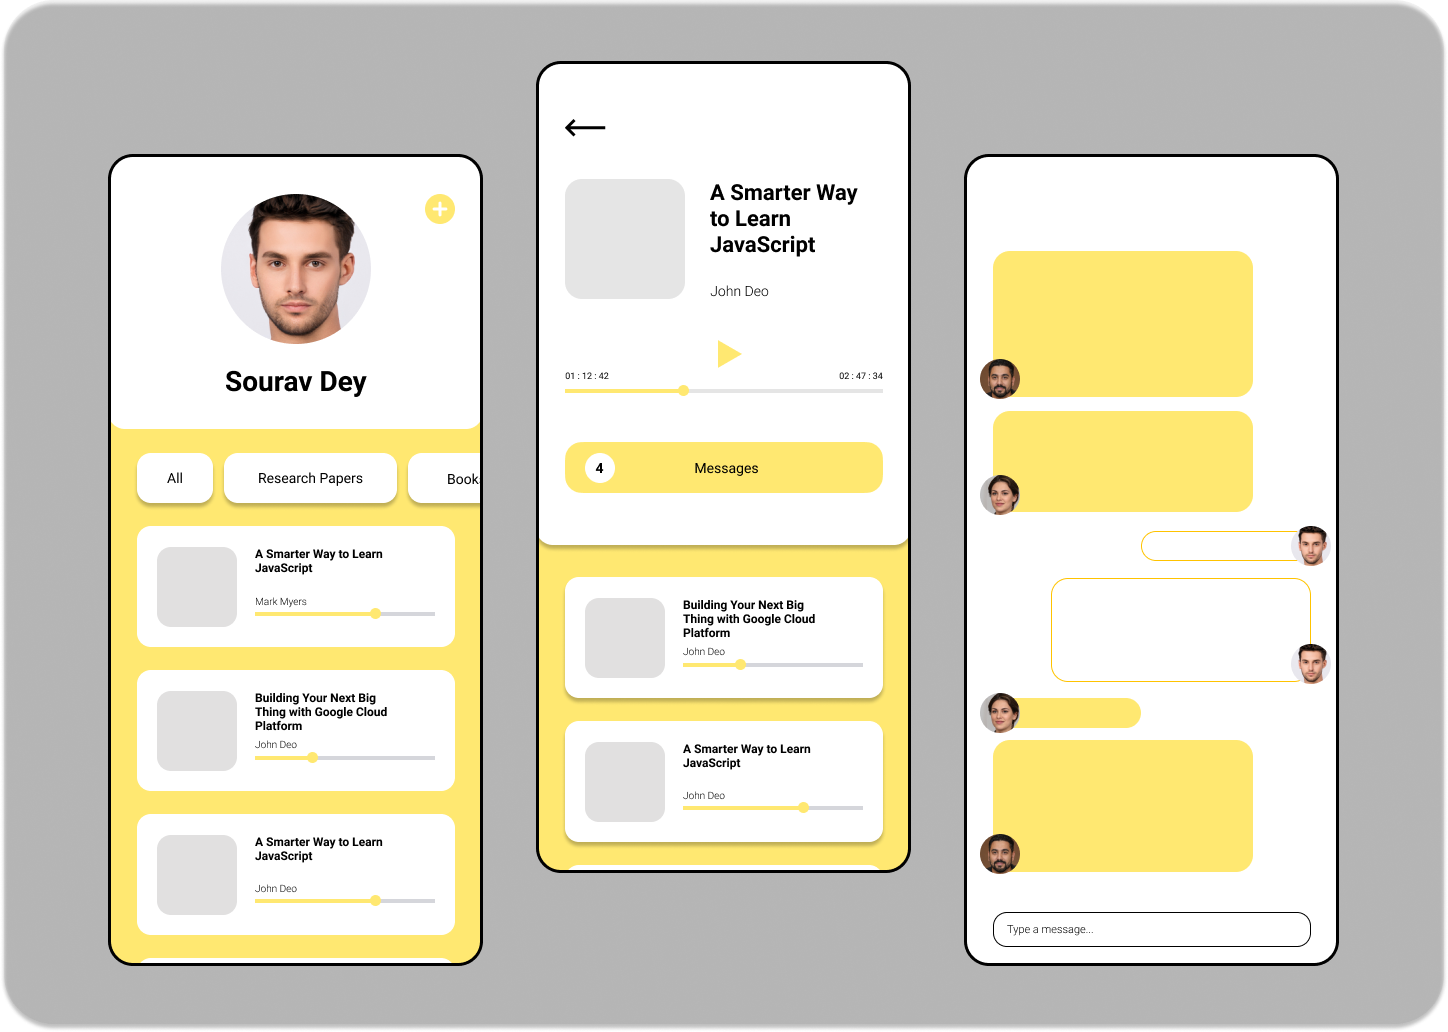 Sourav Dey
All
Research Papers
Book
A Smarter Way to Learn
JavaScript
Mark Myers
Building Your Next Big
Thing with Google Cloud
Platform
John Deo
A Smarter Way to Learn
JavaScript
John Deo
A Smarter Way
to Learn
JavaScript
John Deo
01 : 12 : 42
02 : 47 : 34
4
Messages
Building Your Next Big
Thing with Google Cloud
Platform
John Deo
A Smarter Way to Learn
JavaScript
John Deo
Type a message...